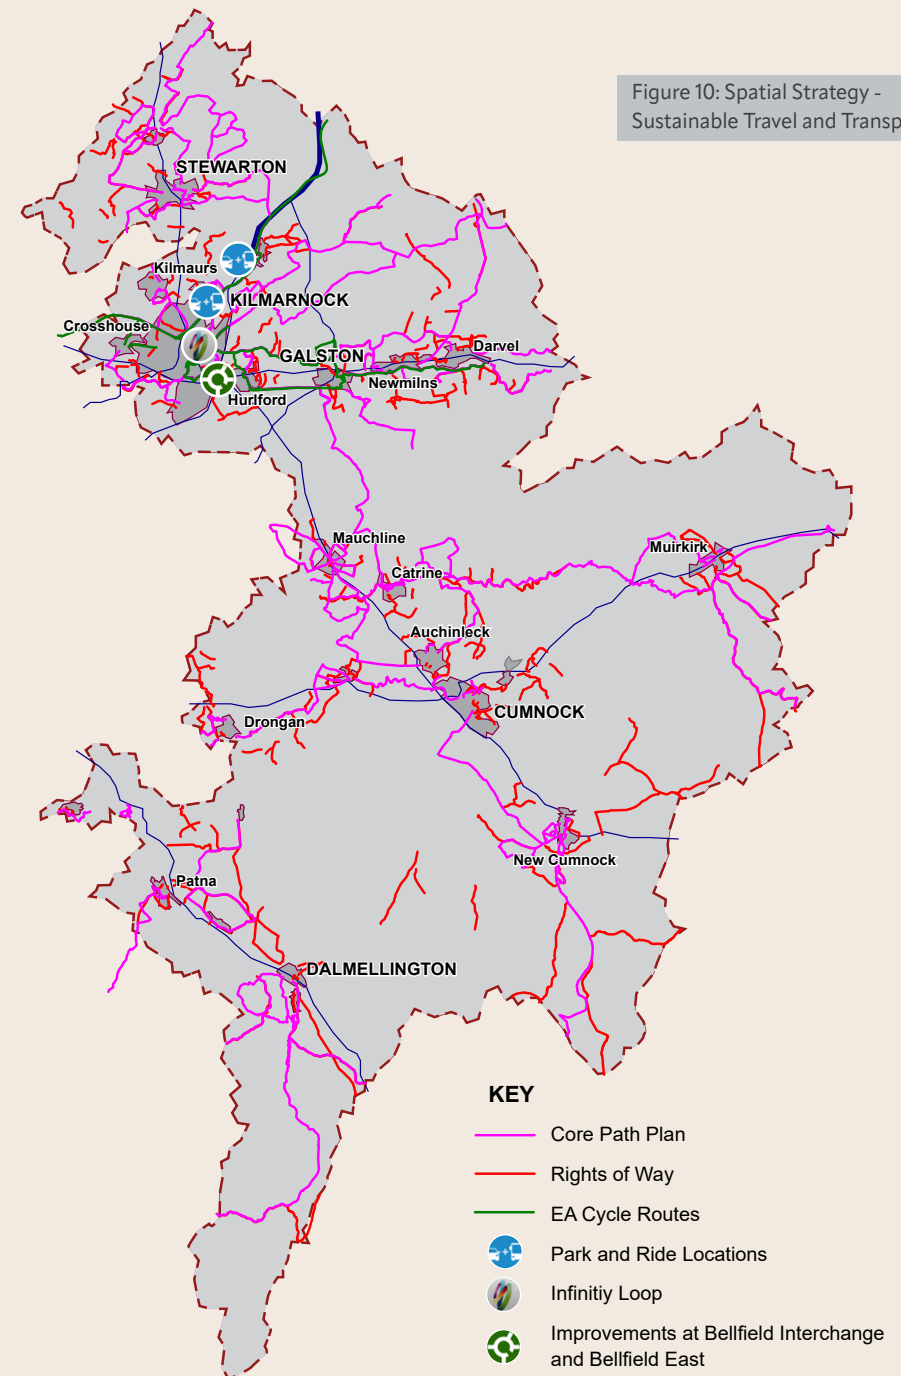 Figure 10: Spatial Strategy -
Sustainable Travel and Transp
STEWARTON
Kilmaurs
KILMARNOCK
Crosshouse
GALSTON
Darvel
Newmilns
Hurlford
Mauchline
Muirkirk
Catrine
Auchinleck
CUMNOCK
Drongan
New Cumnock
Patna
DALMELLINGTON
KEY
Core Path Plan
Rights of Way
EA Cycle Routes
Park and Ride Locations
Infinitiy Loop
Improvements at Bellfield Interchange
and Bellfield East